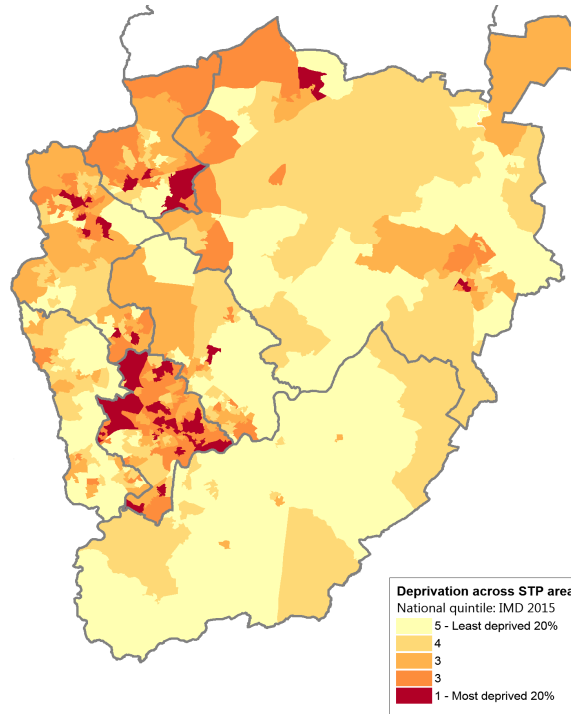 Deprivation across STP area
National quintile: IMD 2015
5 - Least deprived 20%
4
3
3
1 - Most deprived 20%